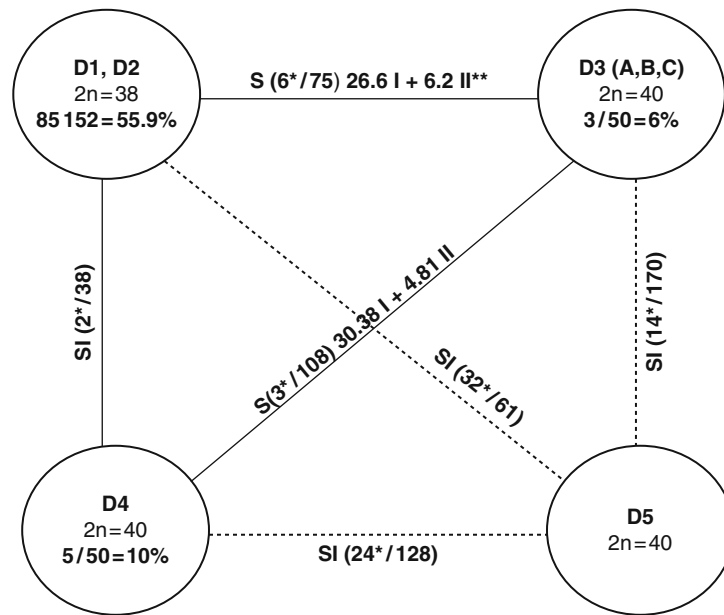 D1, D2
2n=38
85 152=55.9%
S (6*/75) 26.6 I + 6.2 II**
D3 (A,B,C)
2n=40
3/50=6%
SI (2*/38)
S(3*/108) 30.38 I + 4.81 II
SI (32*/61)
SI (14*/170)
D4
2n=40
5/50=10%
SI (24*/128)
D5
2n=40